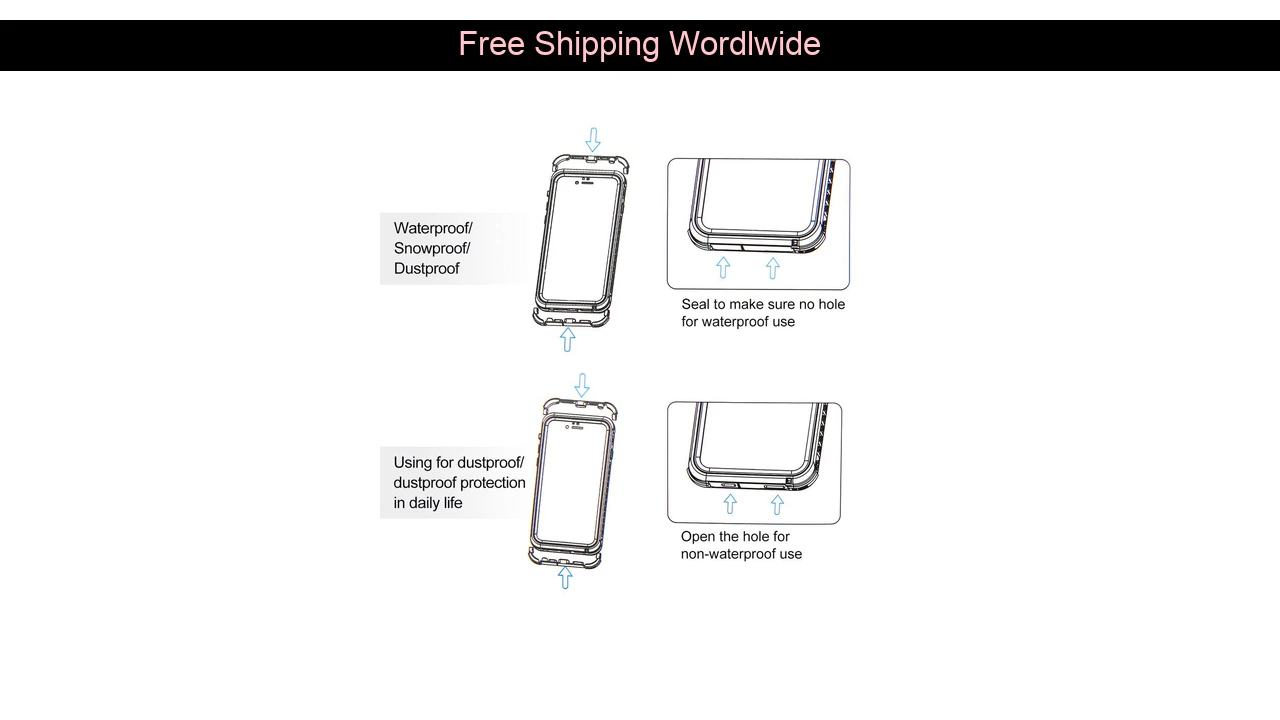 Free Shipping Wordlwide
Waterproof/
Snowproof/
Dustproof
Seal to make sure no hole
for waterproof use
Using for dustproof/
dustproof protection
in daily life
Open the hole for
non-waterproof use